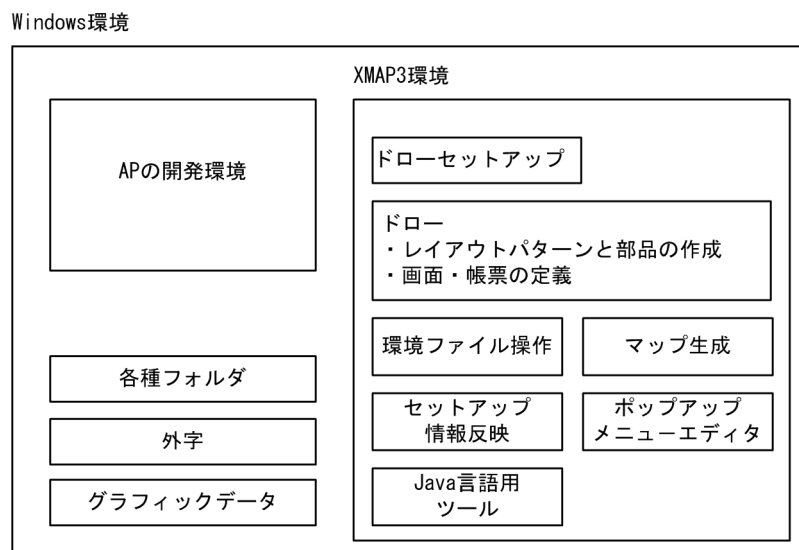 Windows環境
XMAP3環境
APの開発環境
ドローセットアップ
ドロー
・レイアウトパターンと部品の作成
・画面・帳票の定義
環境ファイル操作
マップ生成
各種フォルダ
セットアップ
情報反映
ポップアップ
メニューエディタ
外字
グラフィックデータ
Java言語用
ツール